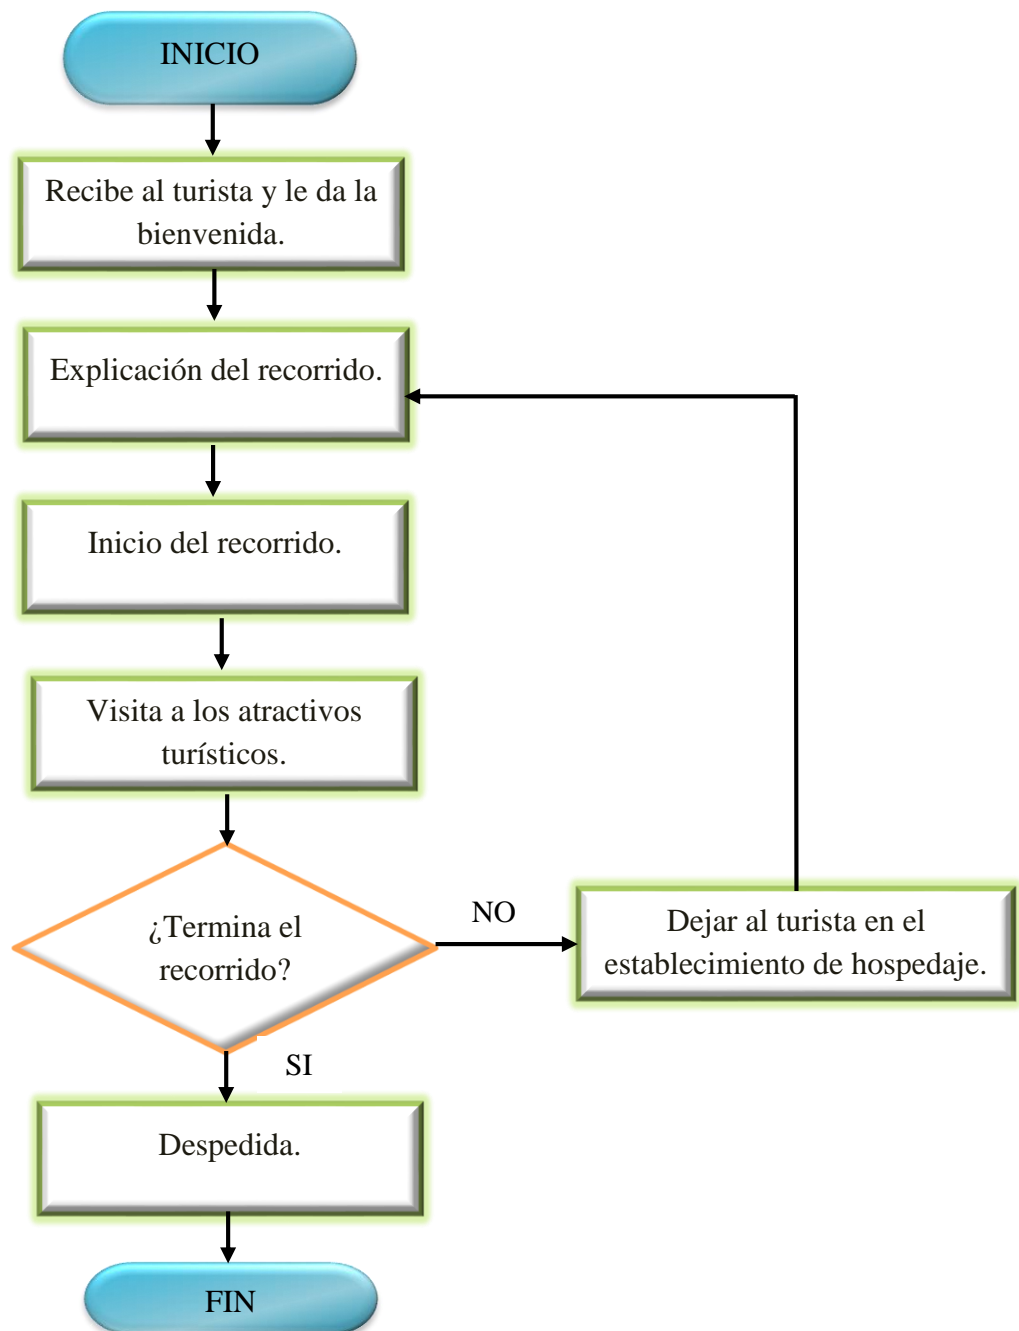 INICIO
Recibe al turista y le da la
bienvenida.
Explicación del recorrido.
Inicio del recorrido.
Visita a los atractivos
turísticos.
¿Termina el
recorrido?
NO
Dejar al turista en el
establecimiento de hospedaje.
SI
Despedida.
FIN